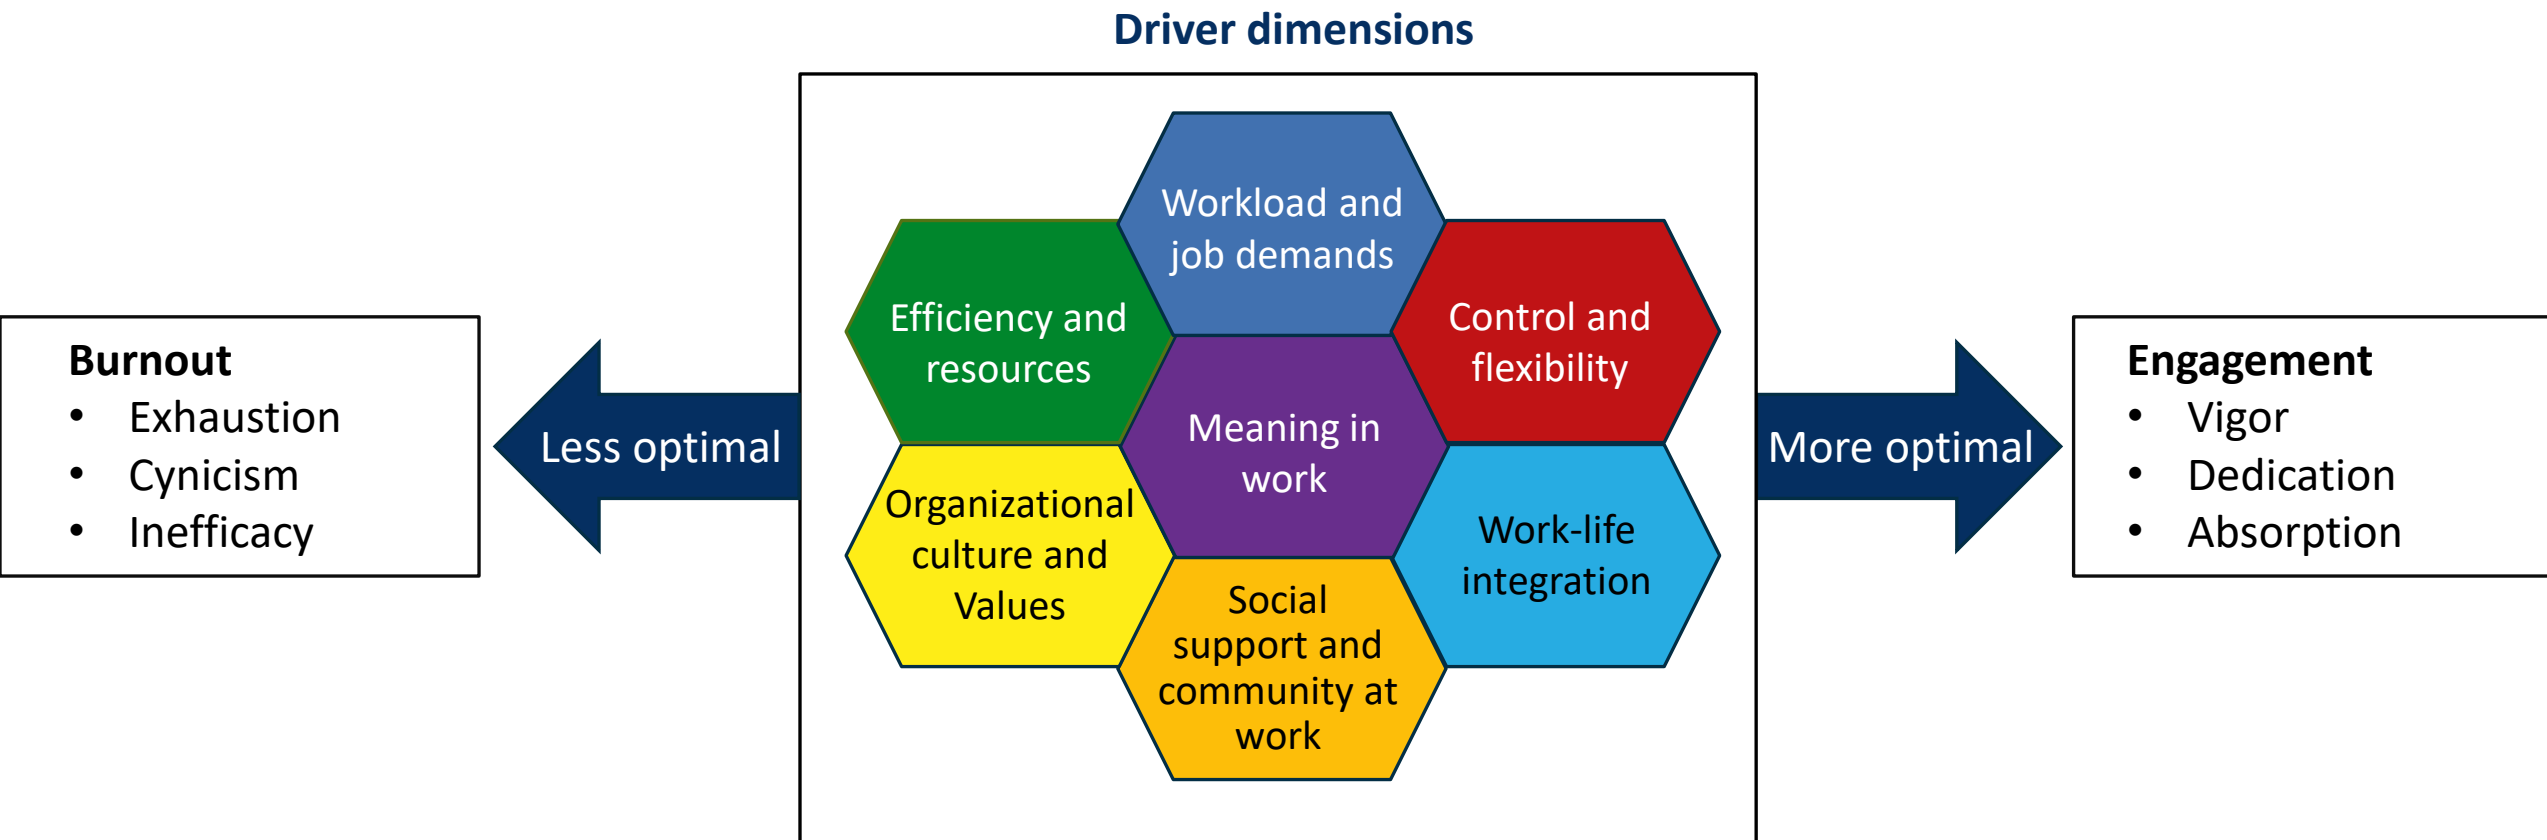 Driver dimensions
Workload and
job demands
Efficiency and
resources
Control and
flexibility
Burnout
• Exhaustion
• Cynicism
• Inefficacy
Less optimal
Meaning in
work
More optimal
Engagement
• Vigor
• Dedication
• Absorption
Organizational
culture and
Values
Work-life
integration
Social
support and
community at
work